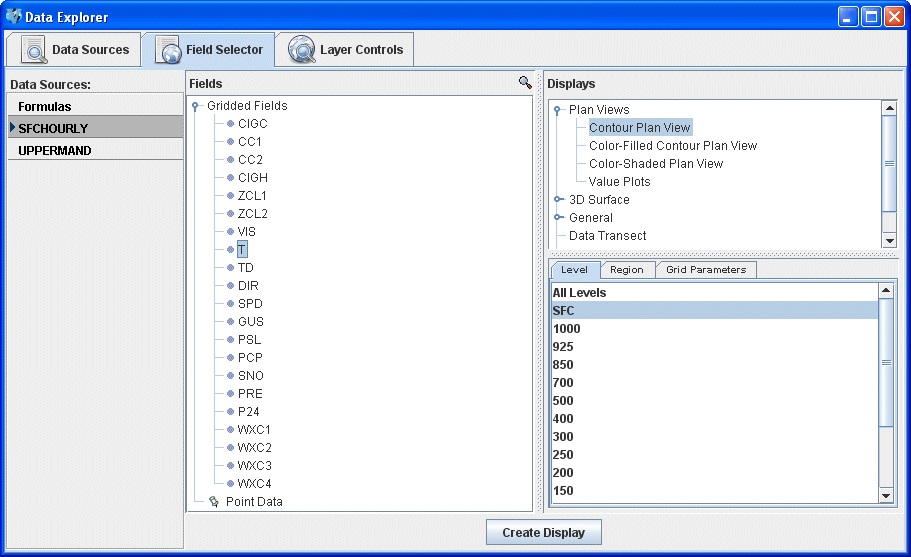 Data Explorer
Data Sources
Field Selector
Layer Controls
Data Sources:
Formulas
SFCHOURLY
UPPERMAND
Fields
Gridded Fields
CIGC
CC1
CC2
CIGH
ZCL1
ZCL2
VIS
T
TD
DIR
SPD
GUS
PSL
PCP
SNO
PRE
P24
WXC1
WXC2
WXC3
WXC4
Point Data
Displays
Plan Views
Contour Plan View
Color-Filled Contour Plan View
Color-Shaded Plan View
Value Plots
3D Surface
General
Data Transect
Level
Region
Grid Parameters
All Levels
SFC
1000
925
850
700
500
400
300
250
200
150
Create Display